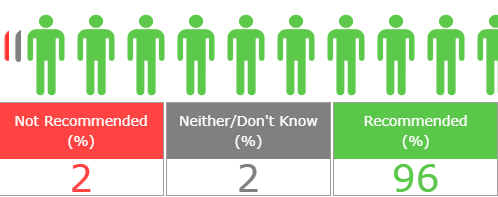 Not Recommended Neither/Don't Know Recommended
(%) (%) (%)
2 2 96